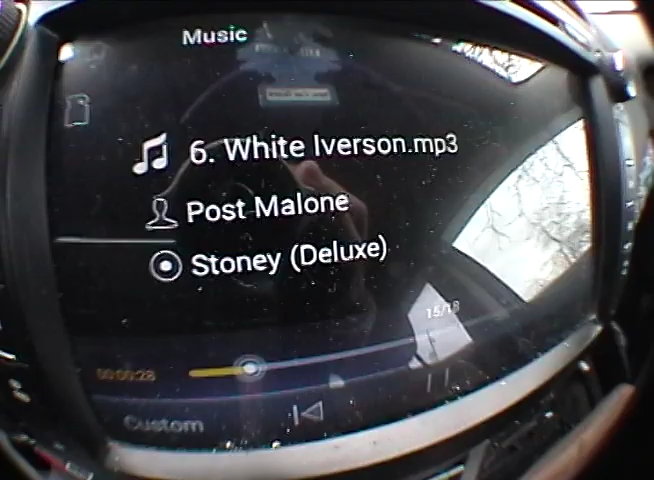 Music
6. White Iverson.mp3
Post Malone
Stoney (Deluxe)
15/18
00:00:28
Custom